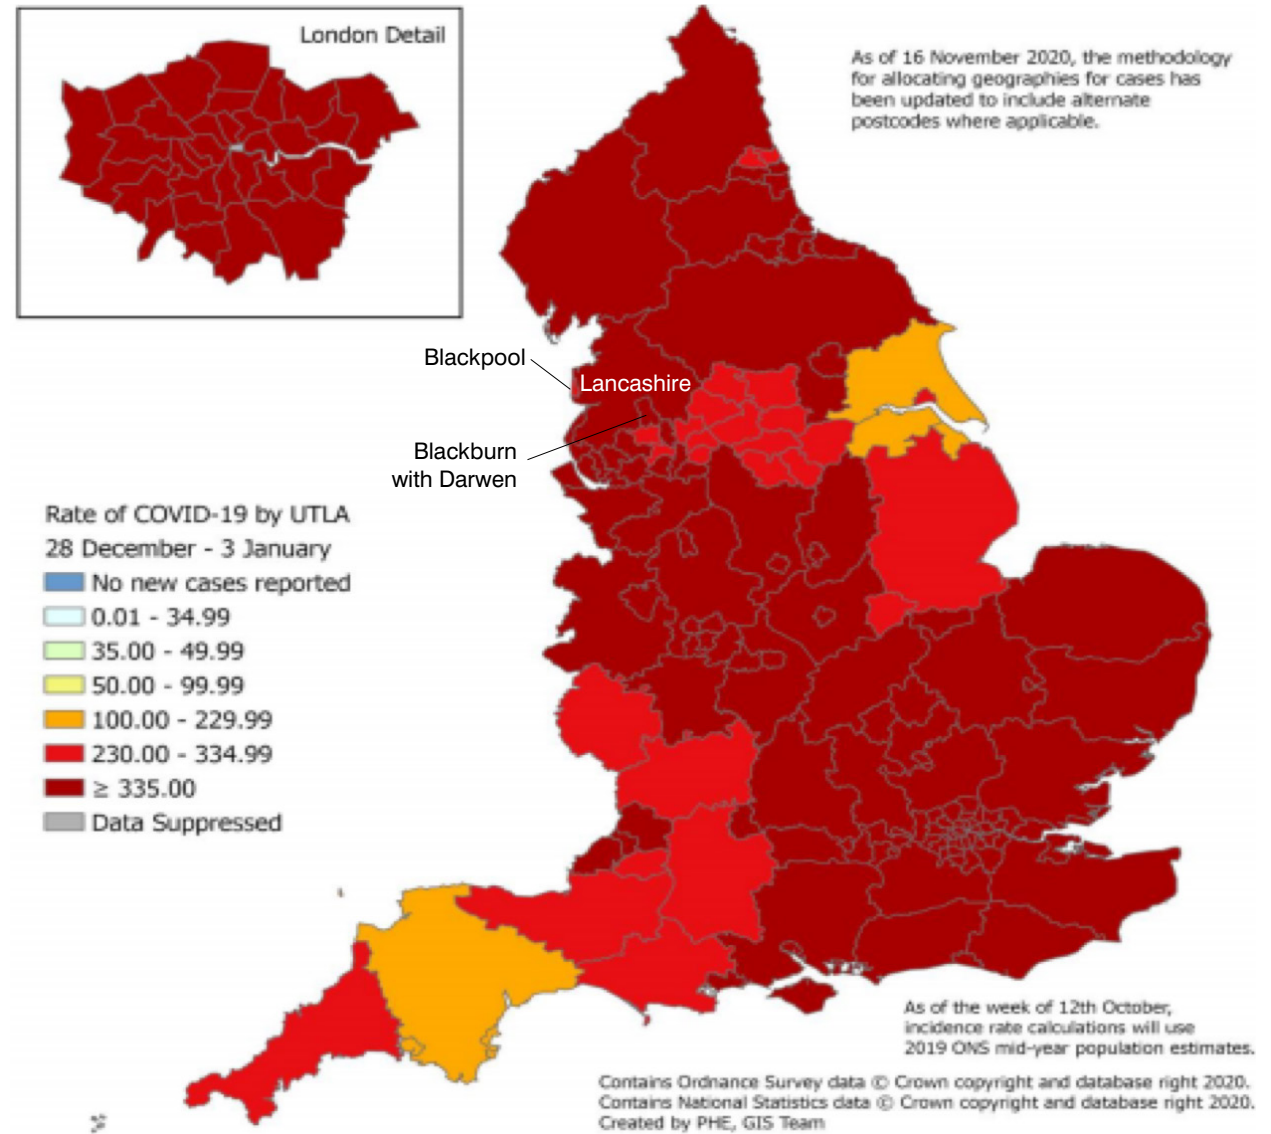 London Detail
As of 16 November 2020, the methodology
for allocating geographies for cases has
been updated to include alternate
postcodes where applicable.
Blackpool
Lancashire
Blackburn
with Darwen
Rate of COVID-19 by UTLA
28 December - 3 January
No new cases reported
0.01 - 34.99
35.00 - 49.99
50.00 - 99.99
100.00 - 229.99
230.00 - 334.99
≥ 335.00
Data Suppressed
As of the week of 12th October,
incidence rate calculations will use
2019 ONS mid-year population estimates.
Contains Ordnance Survey data © Crown copyright and database right 2020.
Contains National Statistics data © Crown copyright and database right 2020.
Created by PHE, GIS Team